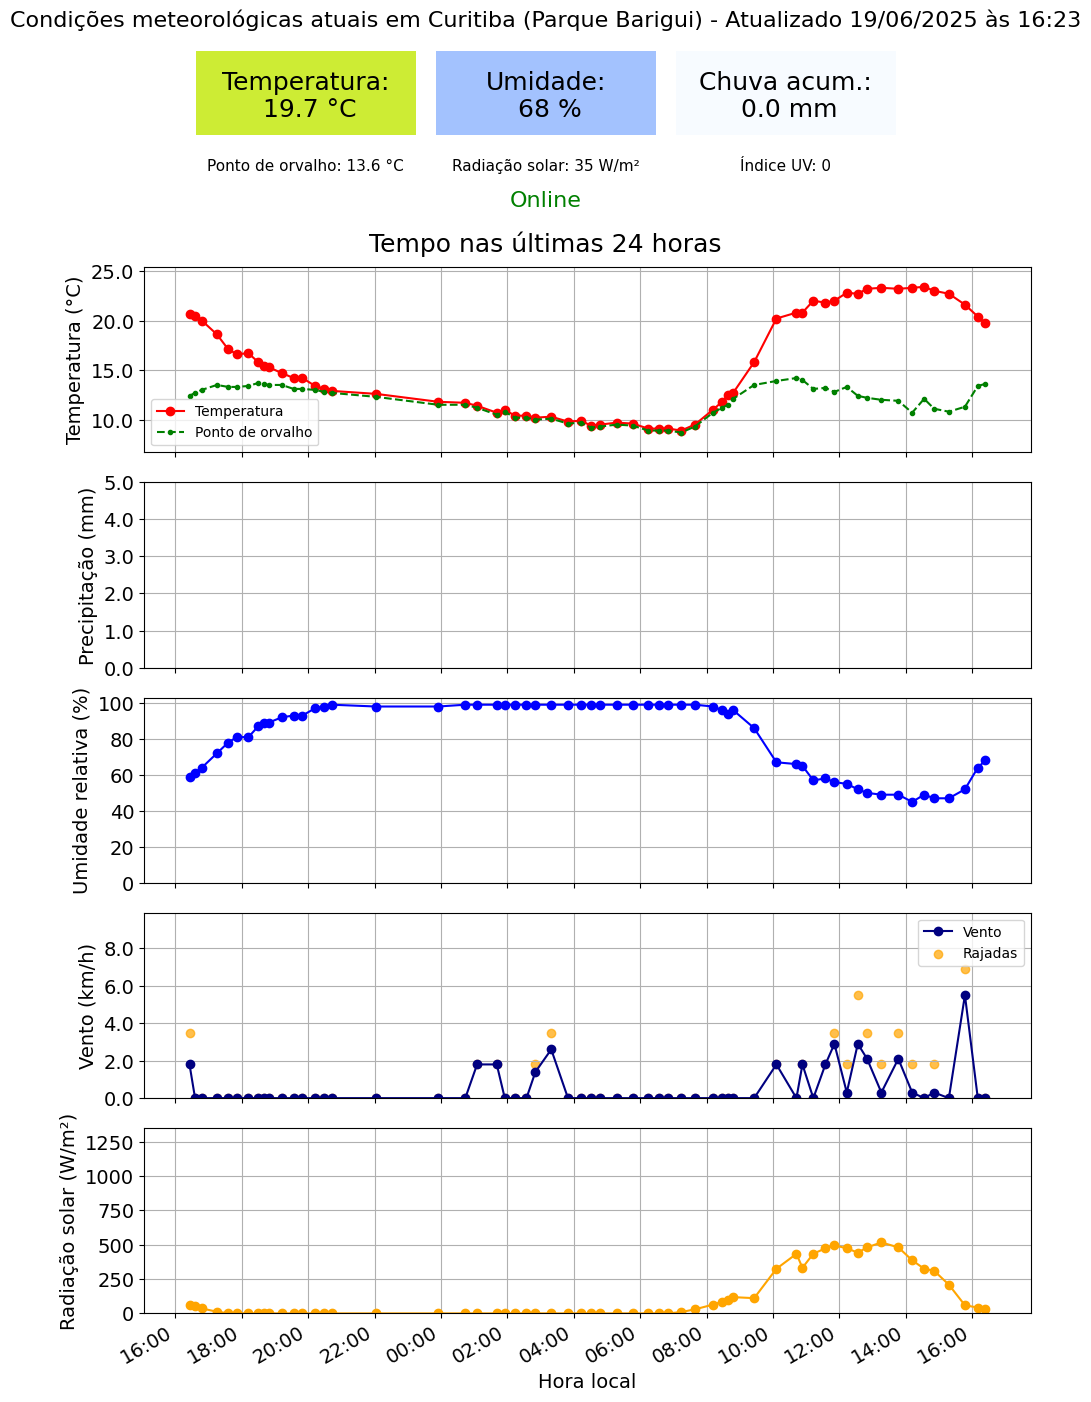 Condições meteorológicas atuais em Curitiba (Parque Barigui) - Atualizado 19/06/2025 às 16:23
Temperatura:
19.7 °C
Umidade:
68 %
Chuva acum.:
0.0 mm
Ponto de orvalho: 13.6 °C
Radiação solar: 35 W/m²
Índice UV: 0
Online
Tempo nas últimas 24 horas
Temperatura (°C)
25.0
20.0
15.0
10.0
Temperatura
Ponto de orvalho
Precipitação (mm)
5.0
4.0
3.0
2.0
1.0
0.0
Umidade relativa (%)
100
80
60
40
20
0
Vento (km/h)
8.0
6.0
4.0
2.0
0.0
Vento
Rajadas
Radiação solar (W/m²)
1250
1000
750
500
250
0
16:00
18:00
20:00
22:00
00:00
02:00
04:00
06:00
08:00
10:00
12:00
14:00
16:00
Hora local